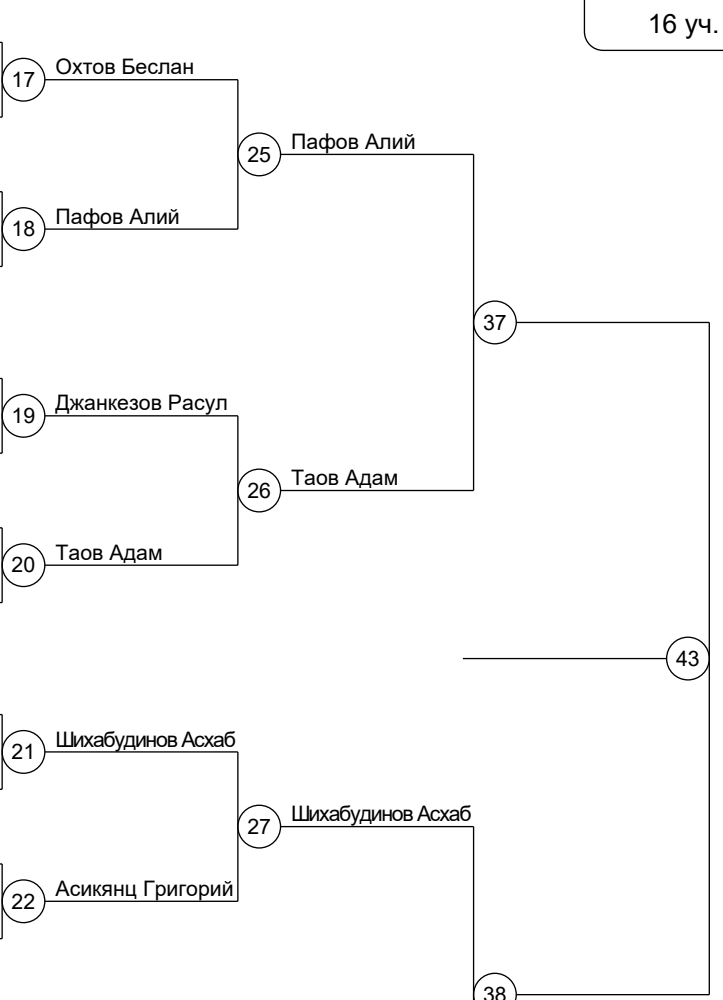 16 уч.
17 Охтов Беслан
25 Пафов Алий
18 Пафов Алий
37
19 Джанкезов Расул
26 Таов Адам
20 Таов Адам
43
21 Шихабудинов Асхаб
27 Шихабудинов Асхаб
22 Асикянц Григорий
38